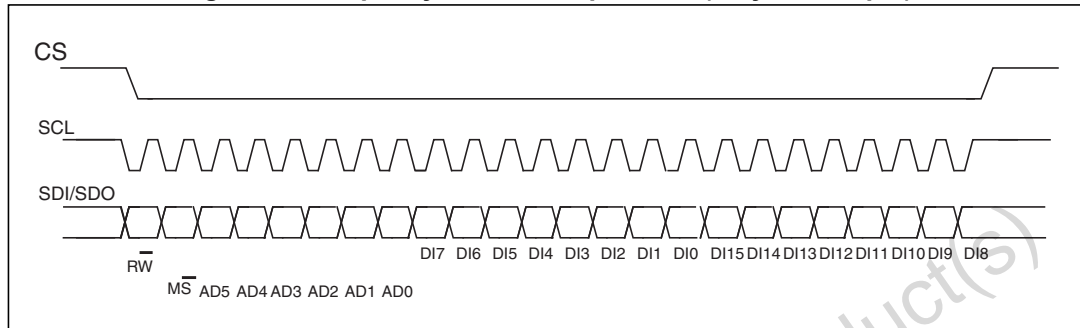 CS
SCL
SDI/SDO
DI7 DI6 DI5 DI4 DI3 DI2 DI1 DI0 DI15 DI14 DI13 DI12 DI11 DI10 DI9 DI8
RW
MS AD5 AD4 AD3 AD2 AD1 AD0
duct(s)